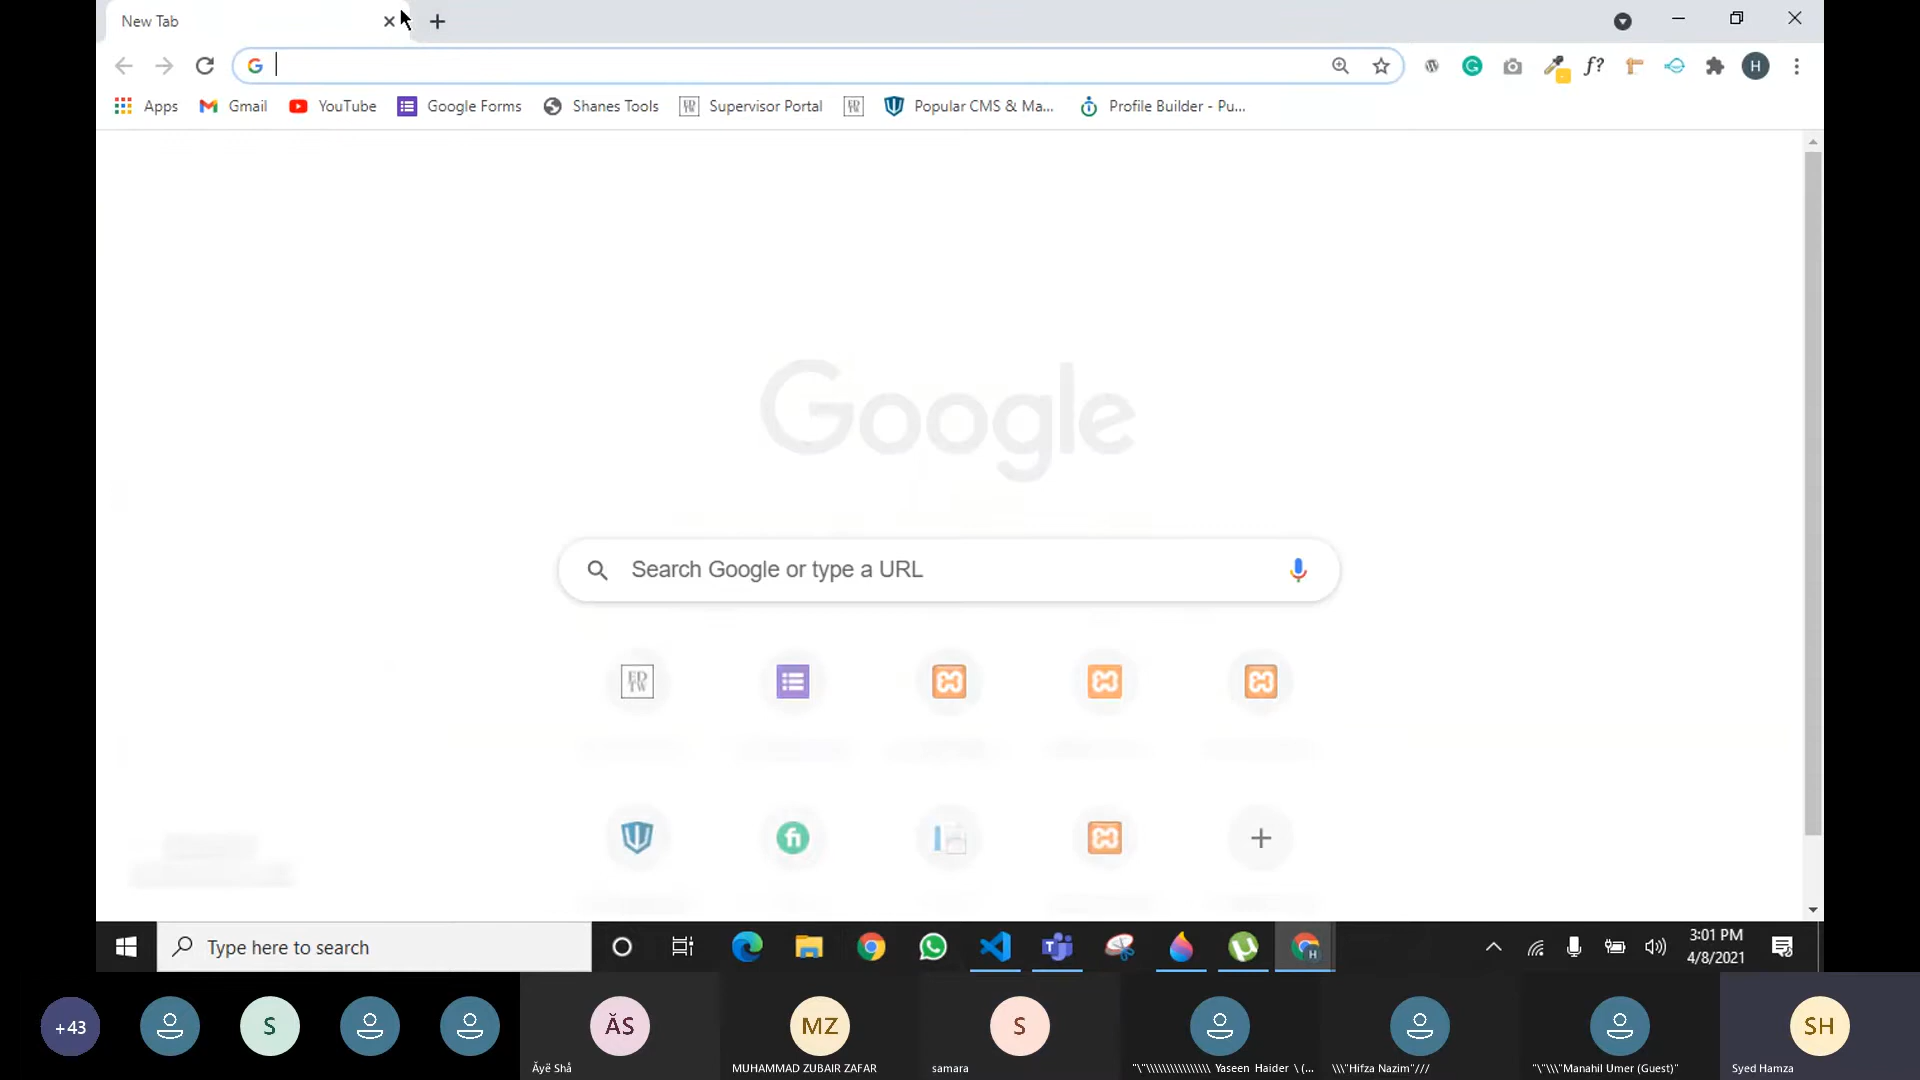 New Tab
Apps
Gmail
YouTube
Google Forms
Shanes Tools
Supervisor Portal
Popular CMS & Ma...
Profile Builder - Pu...
f?
H
Google
Search Google or type a URL
Type here to search
3:01 PM
4/8/2021
+43
S
ĂS
MZ
S
SH
Äyë Shå
MUHAMMAD ZUBAIR ZAFAR
samara
Yaseen Haider \ (...
\\\"Hifza Nazim"///
"\"\\\"Manahil Umer (Guest)"
Syed Hamza